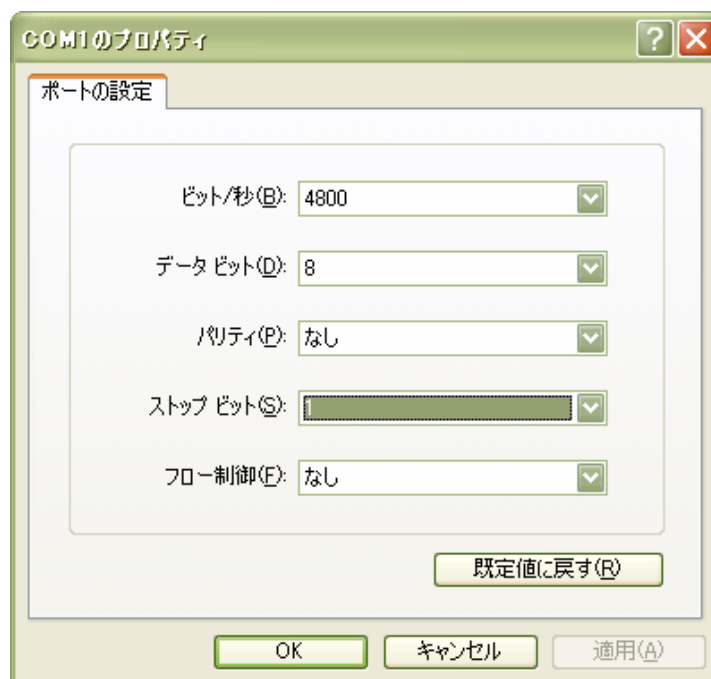 COM1のプロパティ
ポートの設定
ビット/秒(B): 4800
データ ビット(D): 8
パリティ(P): なし
ストップ ビット(S): 1
フロー制御(F): なし
既定値に戻す(R)
OK キャンセル 適用(A)